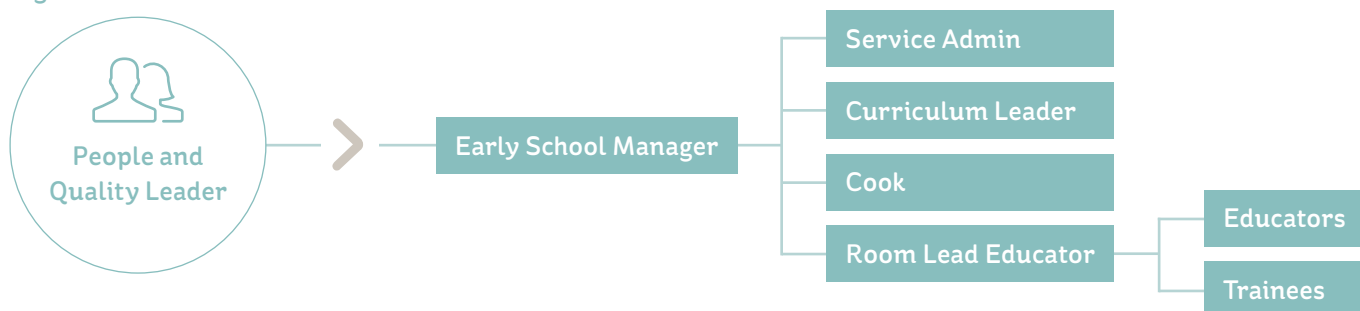 People and
Quality Leader
Early School Manager
Service Admin
Curriculum Leader
Cook
Room Lead Educator
Educators
Trainees